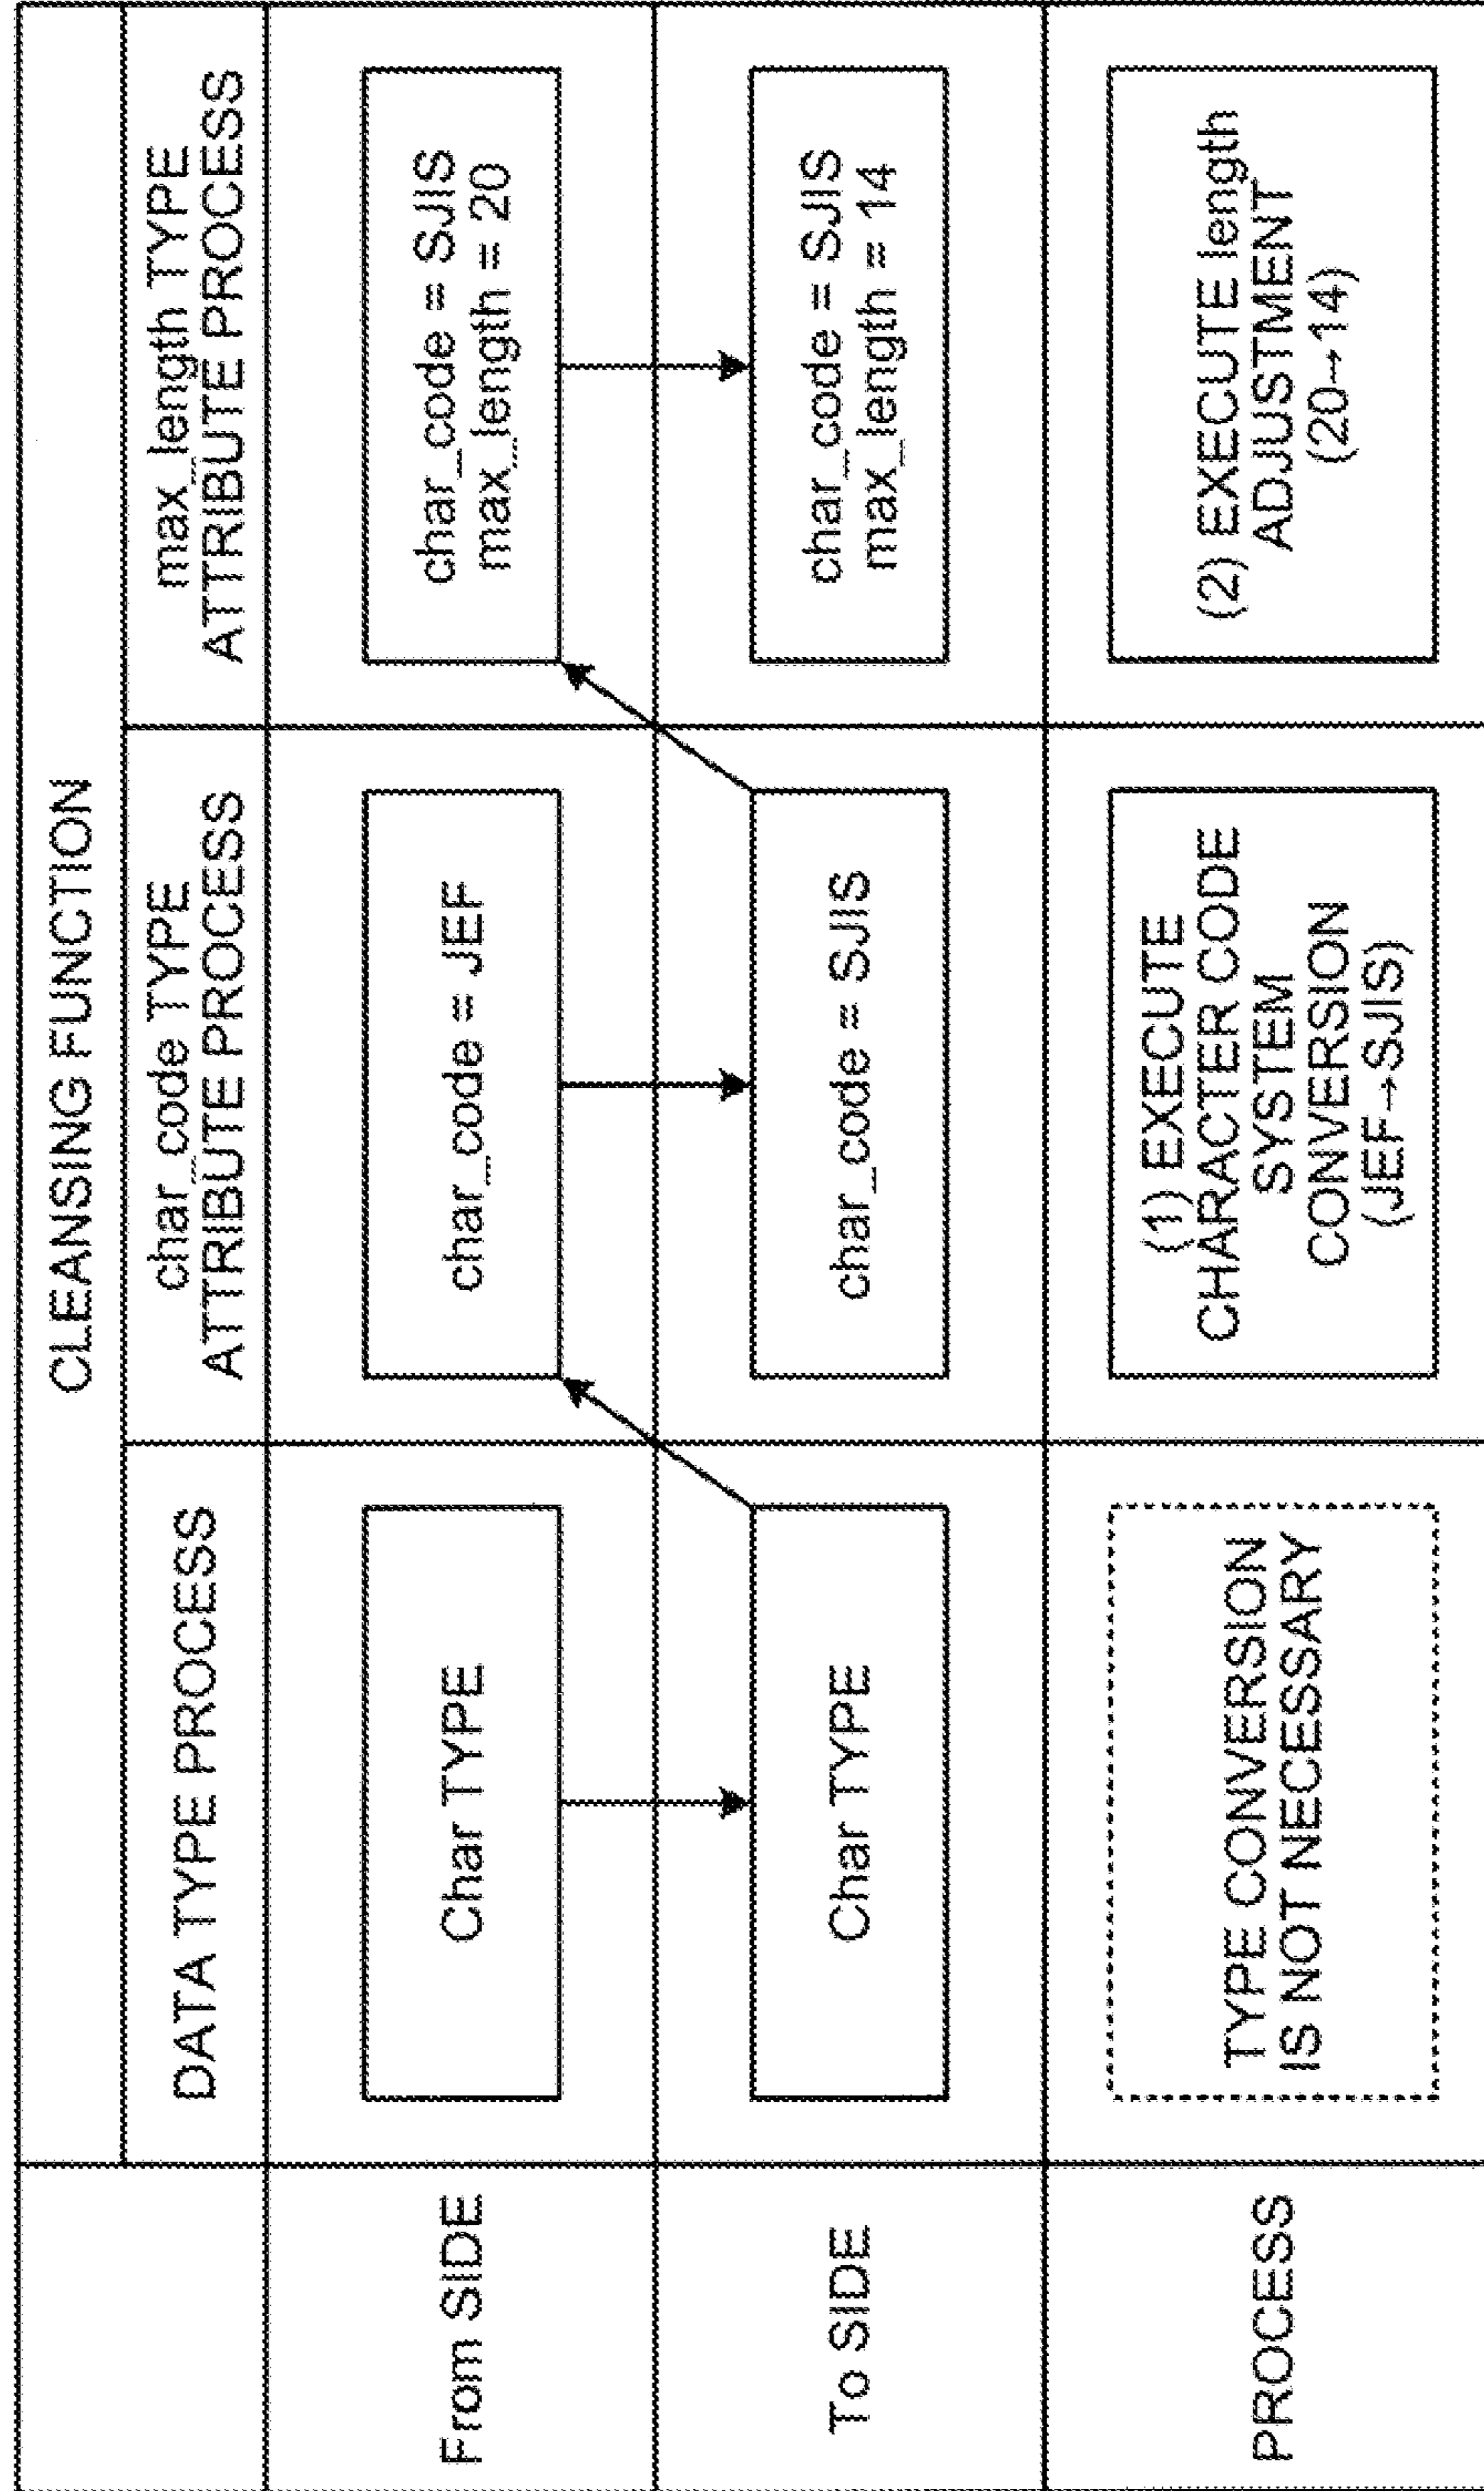 CLEANSING FUNCTION
DATA TYPE PROCESS
char_code TYPE
ATTRIBUTE PROCESS
max_length TYPE
ATTRIBUTE PROCESS
From SIDE
Char TYPE
char_code = JEF
char_code = SJIS
max_length = 20
To SIDE
Char TYPE
char_code = SJIS
char_code = SJIS
max_length = 14
PROCESS
TYPE CONVERSION
IS NOT NECESSARY
(1) EXECUTE
CHARACTER CODE
SYSTEM
CONVERSION
(JEF→SJIS)
(2) EXECUTE length
ADJUSTMENT
(20→14)